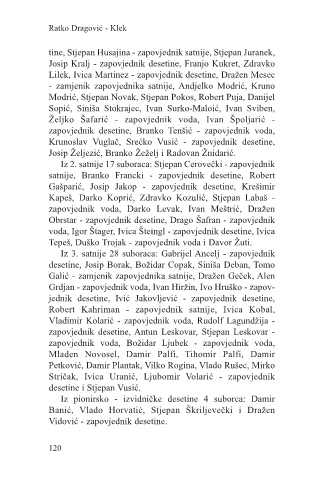 Ratko Dragović - Klek
tine, Stjepan Husajina - zapovjednik satnije, Stjepan Juranek,
Josip Kralj - zapovjednik desetine, Franjo Kukret, Zdravko
Lilek, Ivica Martinez - zapovjednik desetine, Dražen Mesec
- zamjenik zapovjednika satnije, Andjelko Modrić, Kruno
Modrić, Stjepan Novak, Stjepan Pokos, Robert Puja, Danijel
Sopić, Siniša Stokrajec, Ivan Surko-Maloić, Ivan Sviben,
Željko Šafarić - zapovjednik voda, Ivan Špoljarić -
zapovjednik desetine, Branko Tenšić - zapovjednik voda,
Krunoslav Vuglač, Srećko Vusić - zapovjednik desetine,
Josip Željezić, Branko Žeželj i Radovan Žnidarić.
Iz 2. satnije 17 suboraca: Stjepan Cerovečki - zapovjednik
satnije, Branko Francki - zapovjednik desetine, Robert
Gašparić, Josip Jakop - zapovjednik desetine, Krešimir
Kapeš, Darko Koprić, Zdravko Kozulić, Stjepan Labaš -
zapovjednik voda, Darko Levak, Ivan Meštrić, Dražen
Obrstar - zapovjednik desetine, Drago Šafran - zapovjednik
voda, Igor Štager, Ivica Šteingl - zapovjednik desetine, Ivica
Tepeš, Duško Trojak - zapovjednik voda i Davor Žuti.
Iz 3. satnije 28 suboraca: Gabrijel Ancelj - zapovjednik
desetine, Josip Borak, Božidar Copak, Siniša Deban, Tomo
Galić - zamjenik zapovjednika satnije, Dražen Geček, Alen
Grdjan - zapovjednik voda, Ivan Hiržin, Ivo Hruško - zapov-
jednik desetine, Ivić Jakovljević - zapovjednik desetine,
Robert Kahriman - zapovjednik satnije, Ivica Kobal,
Vladimir Kolarić - zapovjednik voda, Rudolf Lagundžija -
zapovjednik desetine, Antun Leskovar, Stjepan Leskovar -
zapovjednik voda, Božidar Ljubek - zapovjednik voda,
Mladen Novosel, Damir Palfi, Tihomir Palfi, Damir
Petković, Damir Plantak, Vilko Rogina, Vlado Rušec, Mirko
Stričak, Ivica Uranić, Ljubomir Volarić - zapovjednik
desetine i Stjepan Vusić.
Iz pionirsko - izvidničke desetine 4 suborca: Damir
Banić, Vlado Horvatić, Stjepan Škriljevečki i Dražen
Vidović - zapovjednik desetine.
120